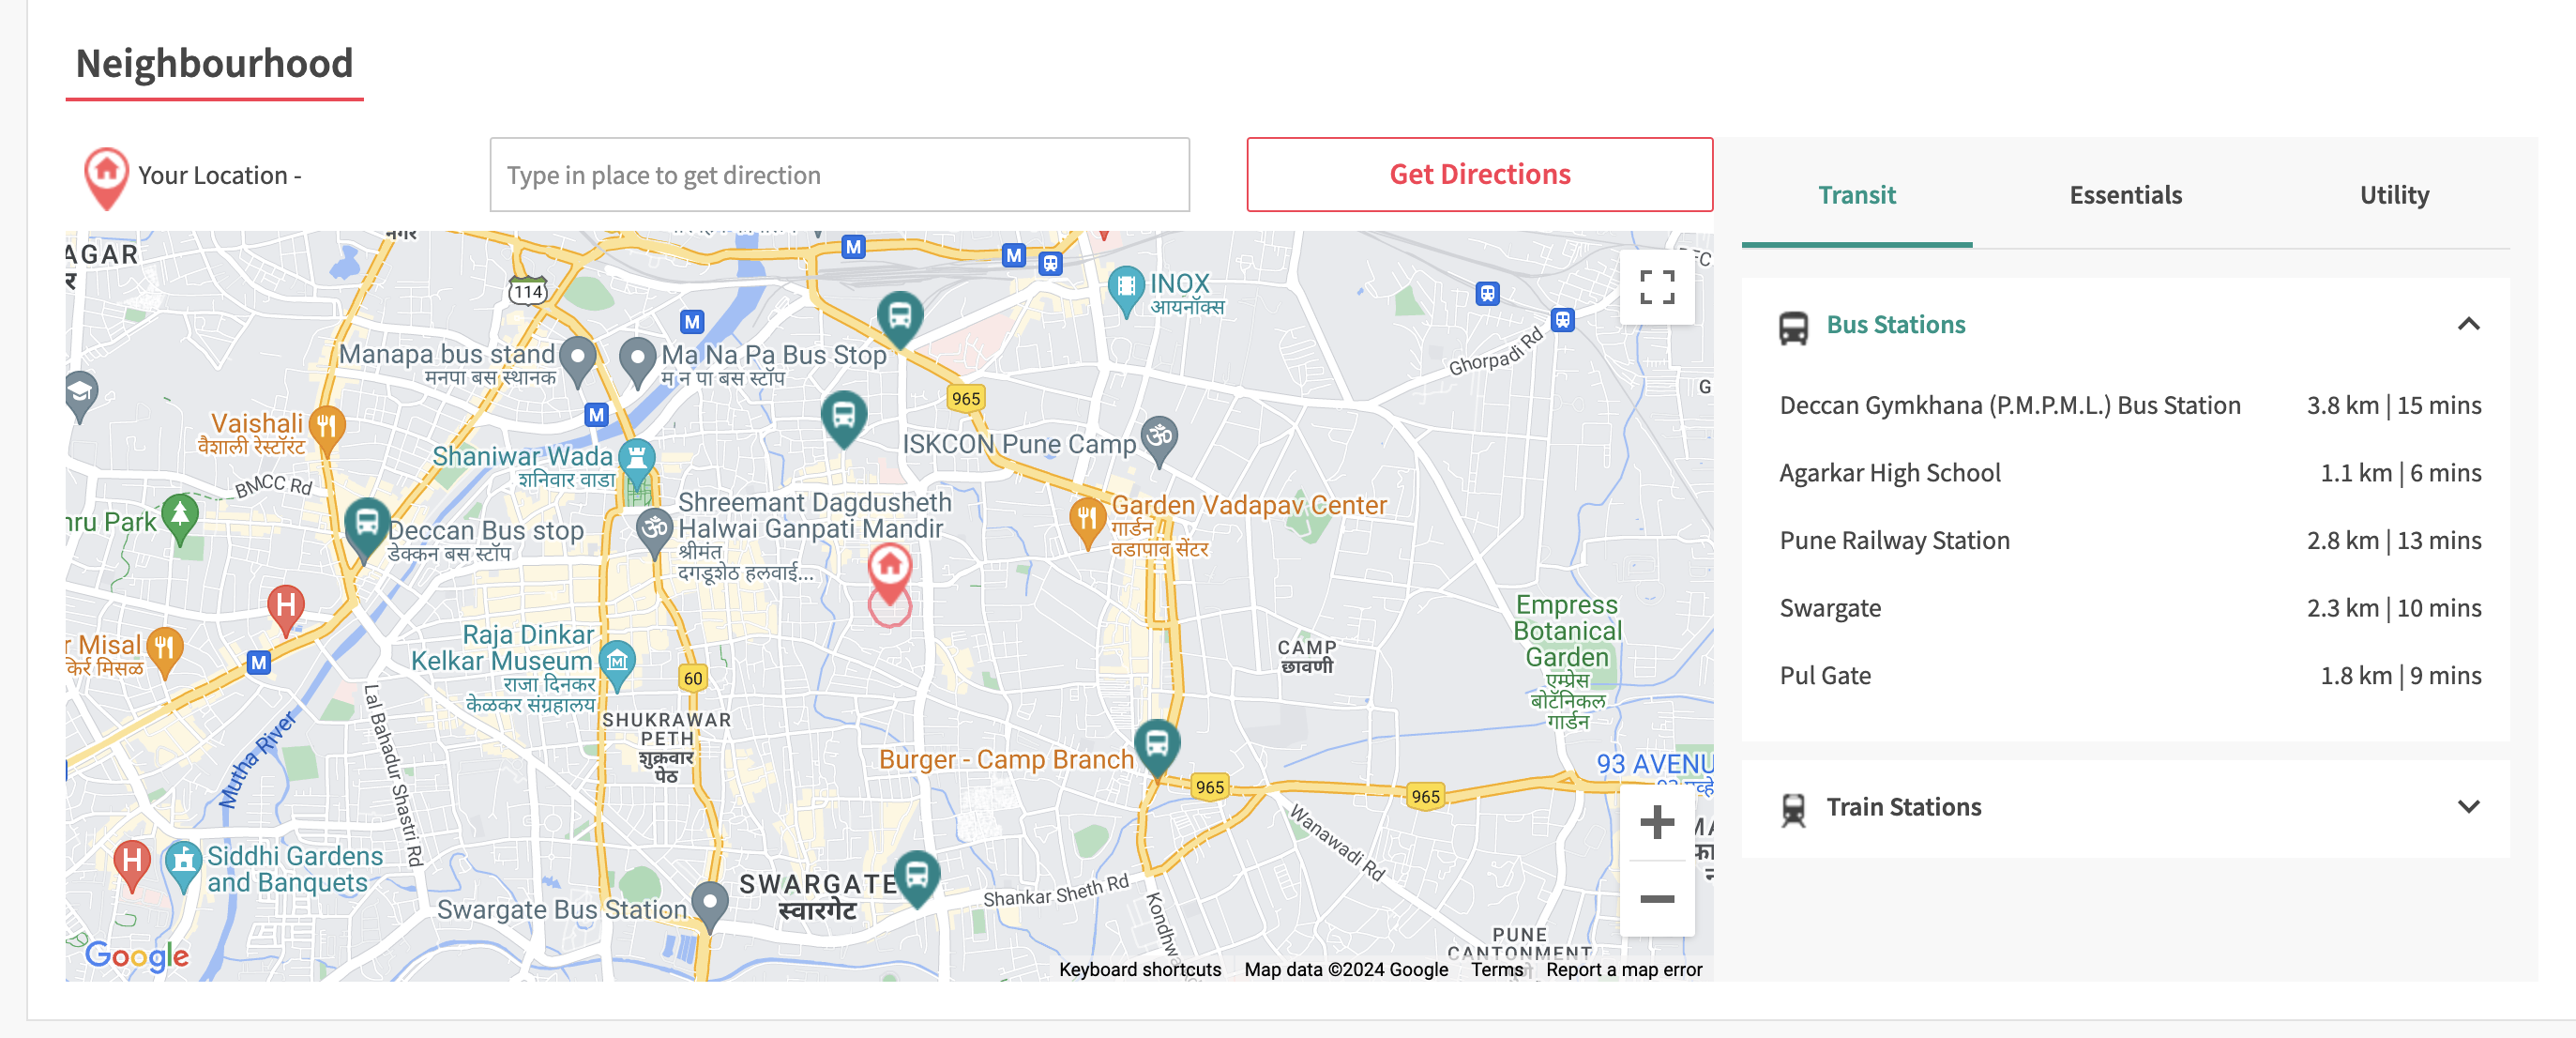 Neighbourhood
Your Location -
Type in place to get direction
Get Directions
AGAR
र
नगर
114
M
M
M
M
M
INOX
आयनॉक्स
Manapa bus stand
मनपा बस स्थानक
Ma Na Pa Bus Stop
म न पा बस स्टॉप
965
Ghorpadi Rd
Vaishali
वैशाली रेस्टॉरंट
ISKCON Pune Camp
Shaniwar Wada
शनिवार वाडा
BMCC Rd
Shreemant Dagdusheth
Halwai Ganpati Mandir
श्रीमंत
दगडूशेठ हलवाई...
Garden Vadapav Center
गार्डन
वडापाव सेंटर
hru Park
Deccan Bus stop
डेक्कन बस स्टॉप
H
Empress
Botanical
Garden
एम्प्रेस
बोटॅनिकल
गार्डन
r Misal
किर्र मिसळ
Raja Dinkar
Kelkar Museum
राजा दिनकर
केळकर संग्रहालय
CAMP
छावणी
60
SHUKRAWAR
PETH
शुक्रवार
पेठ
Lal Bahadur Shastri Rd
Mutha River
Burger - Camp Branch
93 AVENU
965
965
Wanawadi Rd
H
Siddhi Gardens
and Banquets
SWARGATE
स्वारगेट
Shankar Sheth Rd
Swargate Bus Station
Kondhwa
PUNE
CANTONMENT
Google
Keyboard shortcuts
Map data ©2024 Google
Terms
Report a map error
Transit
Essentials
Utility
Bus Stations
Deccan Gymkhana (P.M.P.M.L.) Bus Station 3.8 km | 15 mins
Agarkar High School 1.1 km | 6 mins
Pune Railway Station 2.8 km | 13 mins
Swargate 2.3 km | 10 mins
Pul Gate 1.8 km | 9 mins
Train Stations